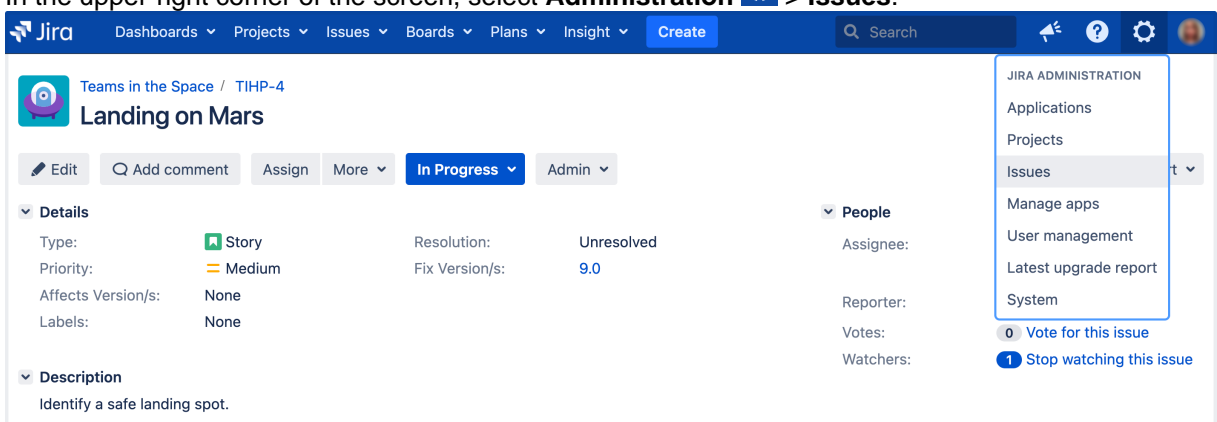 In the upper-right corner of the screen, select Administration > Issues.
Jira Dashboards Projects Issues Boards Plans Insight Create Search
JIRA ADMINISTRATION
Applications
Projects
Issues
Manage apps
User management
Latest upgrade report
System
Teams in the Space / TIHP-4
Landing on Mars
Edit Add comment Assign More In Progress Admin
Details
Type: Story
Priority: Medium
Affects Version/s: None
Labels: None
Resolution: Unresolved
Fix Version/s: 9.0
People
Assignee:
Reporter:
Votes: 0 Vote for this issue
Watchers: 1 Stop watching this issue
Description
Identify a safe landing spot.